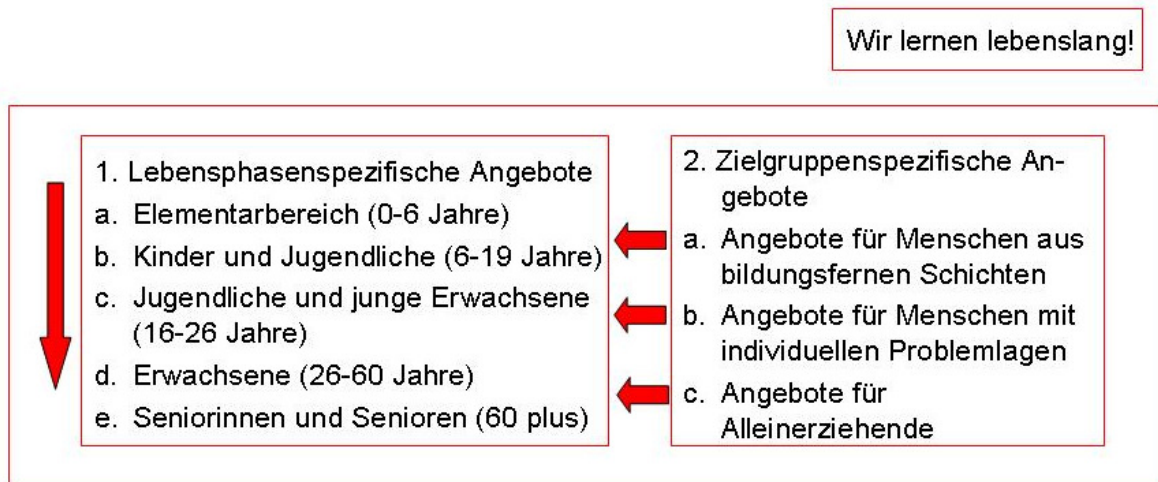 Wir lernen lebenslang!
1. Lebensphasenspezifische Angebote
a. Elementarbereich (0-6 Jahre)
b. Kinder und Jugendliche (6-19 Jahre)
c. Jugendliche und junge Erwachsene
(16-26 Jahre)
d. Erwachsene (26-60 Jahre)
e. Seniorinnen und Senioren (60 plus)
2. Zielgruppenspezifische An-
gebote
a. Angebote für Menschen aus
bildungsfernen Schichten
b. Angebote für Menschen mit
individuellen Problemlagen
c. Angebote für
Alleinerziehende